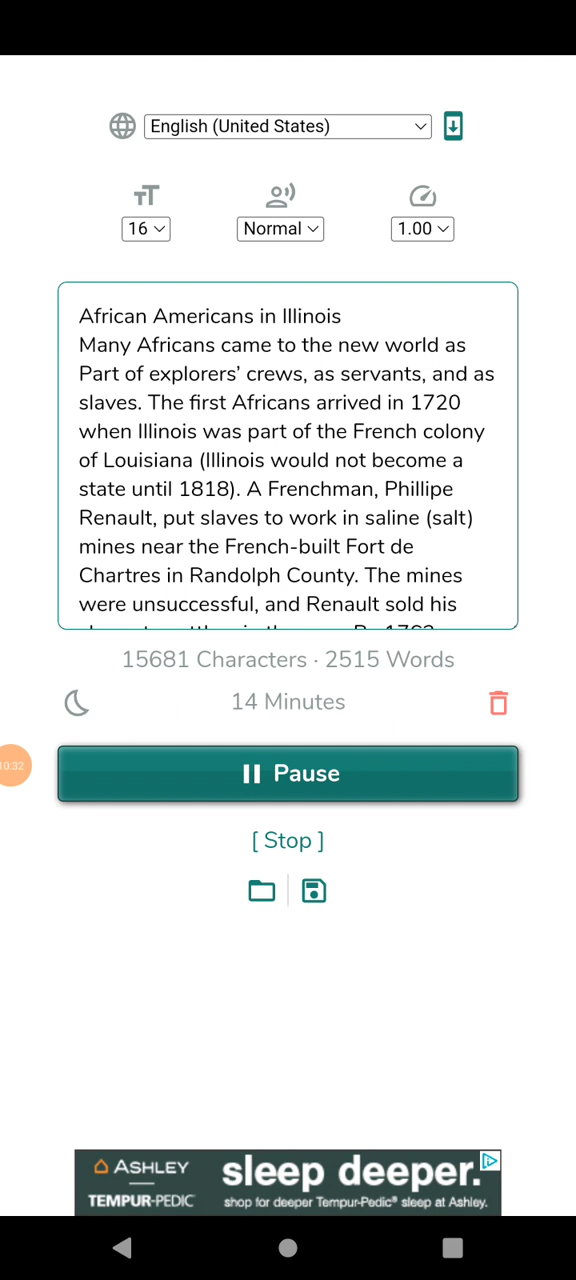 English (United States)
16
Normal
1.00
African Americans in Illinois
Many Africans came to the new world as
Part of explorers’ crews, as servants, and as
slaves. The first Africans arrived in 1720
when Illinois was part of the French colony
of Louisiana (Illinois would not become a
state until 1818). A Frenchman, Phillipe
Renault, put slaves to work in saline (salt)
mines near the French-built Fort de
Chartres in Randolph County. The mines
were unsuccessful, and Renault sold his
15681 Characters · 2515 Words
14 Minutes
10:32
Pause
[ Stop ]
ASHLEY
TEMPUR-PEDIC
sleep deeper.
shop for deeper Tempur-Pedic® sleep at Ashley.